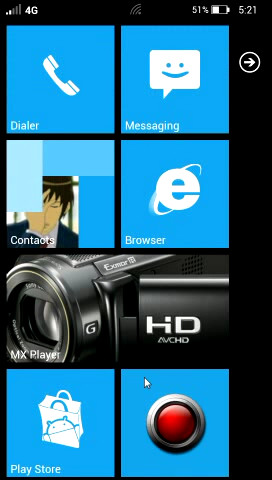 4G 51% 5:21
Dialer
Messaging
Contacts
Browser
Exmor R
G
HD
AVCHD
MX Player
Play Store